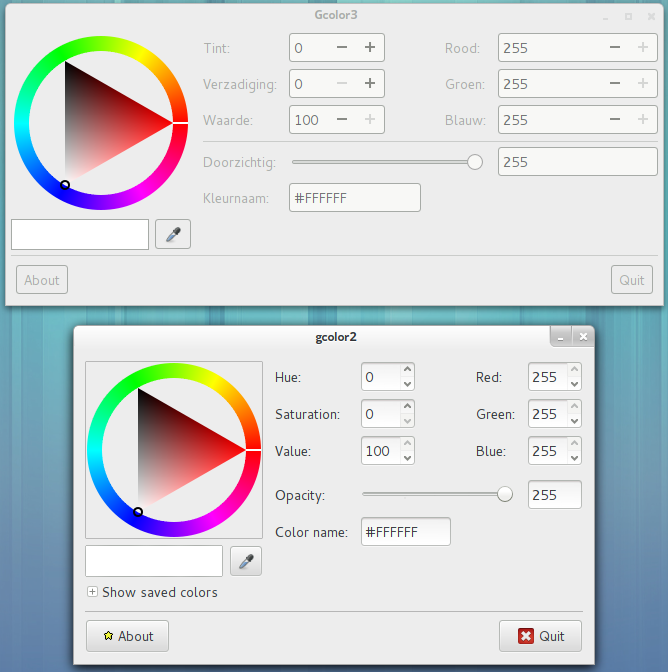 Gcolor3
Tint: 0 Rood: 255
Verzadiging: 0 Groen: 255
Waarde: 100 Blauw: 255
Doorzichtig: 255
Kleurnaam: #FFFFFF
About Quit
gcolor2
Hue: 0 Red: 255
Saturation: 0 Green: 255
Value: 100 Blue: 255
Opacity: 255
Color name: #FFFFFF
Show saved colors
About Quit